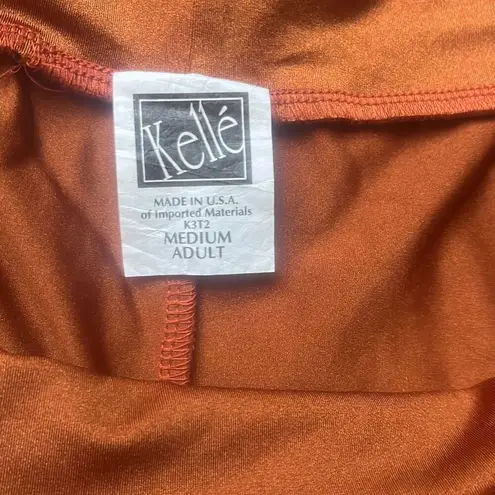 Kellé
MADE IN U.S.A.
of Imported Materials
K3T2
MEDIUM
ADULT